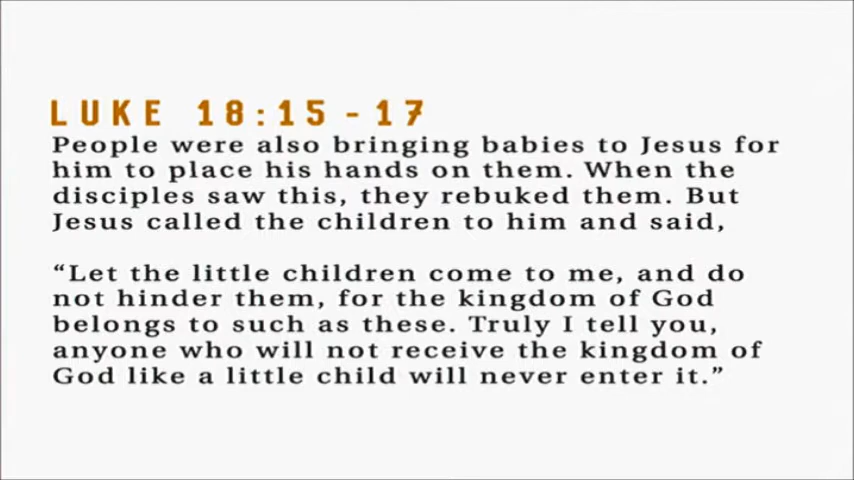 LUKE 18:15-17
People were also bringing babies to Jesus for
him to place his hands on them. When the
disciples saw this, they rebuked them. But
Jesus called the children to him and said,
“Let the little children come to me, and do
not hinder them, for the kingdom of God
belongs to such as these. Truly I tell you,
anyone who will not receive the kingdom of
God like a little child will never enter it.”